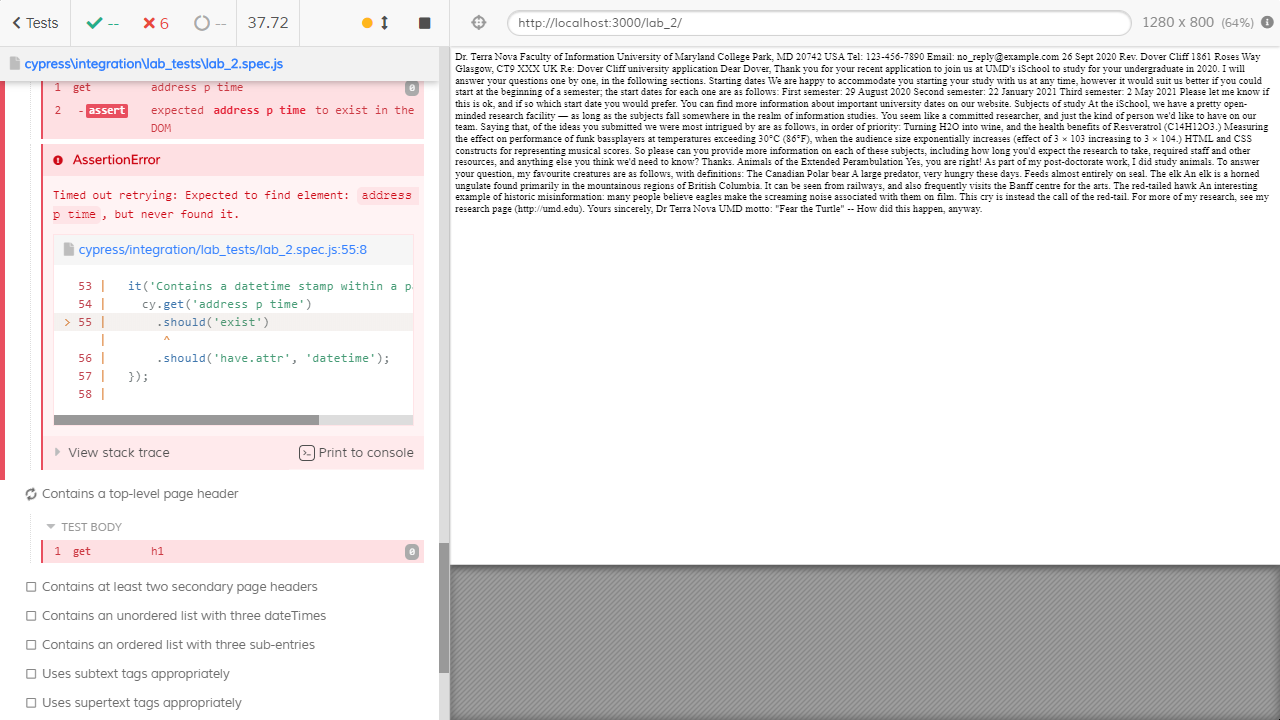 Tests
--
6
--
37.72
http://localhost:3000/lab_2/
1280 x 800 (64%)
cypress\integration\lab_tests\lab_2.spec.js
1 get address p time 0
2 -assert expected address p time to exist in the
DOM
AssertionError
Timed out retrying: Expected to find element: address
p time, but never found it.
cypress/integration/lab_tests/lab_2.spec.js:55:8
53 | it('Contains a datetime stamp within a pa
54 | cy.get('address p time')
> 55 | .should('exist')
| ^
56 | .should('have.attr', 'datetime');
57 | });
58 |
View stack trace
Print to console
Contains a top-level page header
TEST BODY
1 get h1 0
Contains at least two secondary page headers
Contains an unordered list with three dateTimes
Contains an ordered list with three sub-entries
Uses subtext tags appropriately
Uses supertext tags appropriately
Dr. Terra Nova Faculty of Information University of Maryland College Park, MD 20742 USA Tel: 123-456-7890 Email: no_reply@example.com 26 Sept 2020 Rev. Dover Cliff 1861 Roses Way
Glasgow, CT9 XXX UK Re: Dover Cliff university application Dear Dover, Thank you for your recent application to join us at UMD's iSchool to study for your undergraduate in 2020. I will
answer your questions one by one, in the following sections. Starting dates We are happy to accommodate you starting your study with us at any time, however it would suit us better if you could
start at the beginning of a semester; the start dates for each one are as follows: First semester: 29 August 2020 Second semester: 22 January 2021 Third semester: 2 May 2021 Please let me know if
this is ok, and if so which start date you would prefer. You can find more information about important university dates on our website. Subjects of study At the iSchool, we have a pretty open-
minded research facility — as long as the subjects fall somewhere in the realm of information studies. You seem like a committed researcher, and just the kind of person we'd like to have on our
team. Saying that, of the ideas you submitted we were most intrigued by are as follows, in order of priority: Turning H2O into wine, and the health benefits of Resveratrol (C14H12O3.) Measuring
the effect on performance of funk bassplayers at temperatures exceeding 30°C (86°F), when the audience size exponentially increases (effect of 3 × 103 increasing to 3 × 104.) HTML and CSS
constructs for representing musical scores. So please can you provide more information on each of these subjects, including how long you'd expect the research to take, required staff and other
resources, and anything else you think we'd need to know? Thanks. Animals of the Extended Perambulation Yes, you are right! As part of my post-doctorate work, I did study animals. To answer
your question, my favourite creatures are as follows, with definitions: The Canadian Polar bear A large predator, very hungry these days. Feeds almost entirely on seal. The elk An elk is a horned
ungulate found primarily in the mountainous regions of British Columbia. It can be seen from railways, and also frequently visits the Banff centre for the arts. The red-tailed hawk An interesting
example of historic misinformation: many people believe eagles make the screaming noise associated with them on film. This cry is instead the call of the red-tail. For more of my research, see my
research page (http://umd.edu). Yours sincerely, Dr Terra Nova UMD motto: "Fear the Turtle" -- How did this happen, anyway.